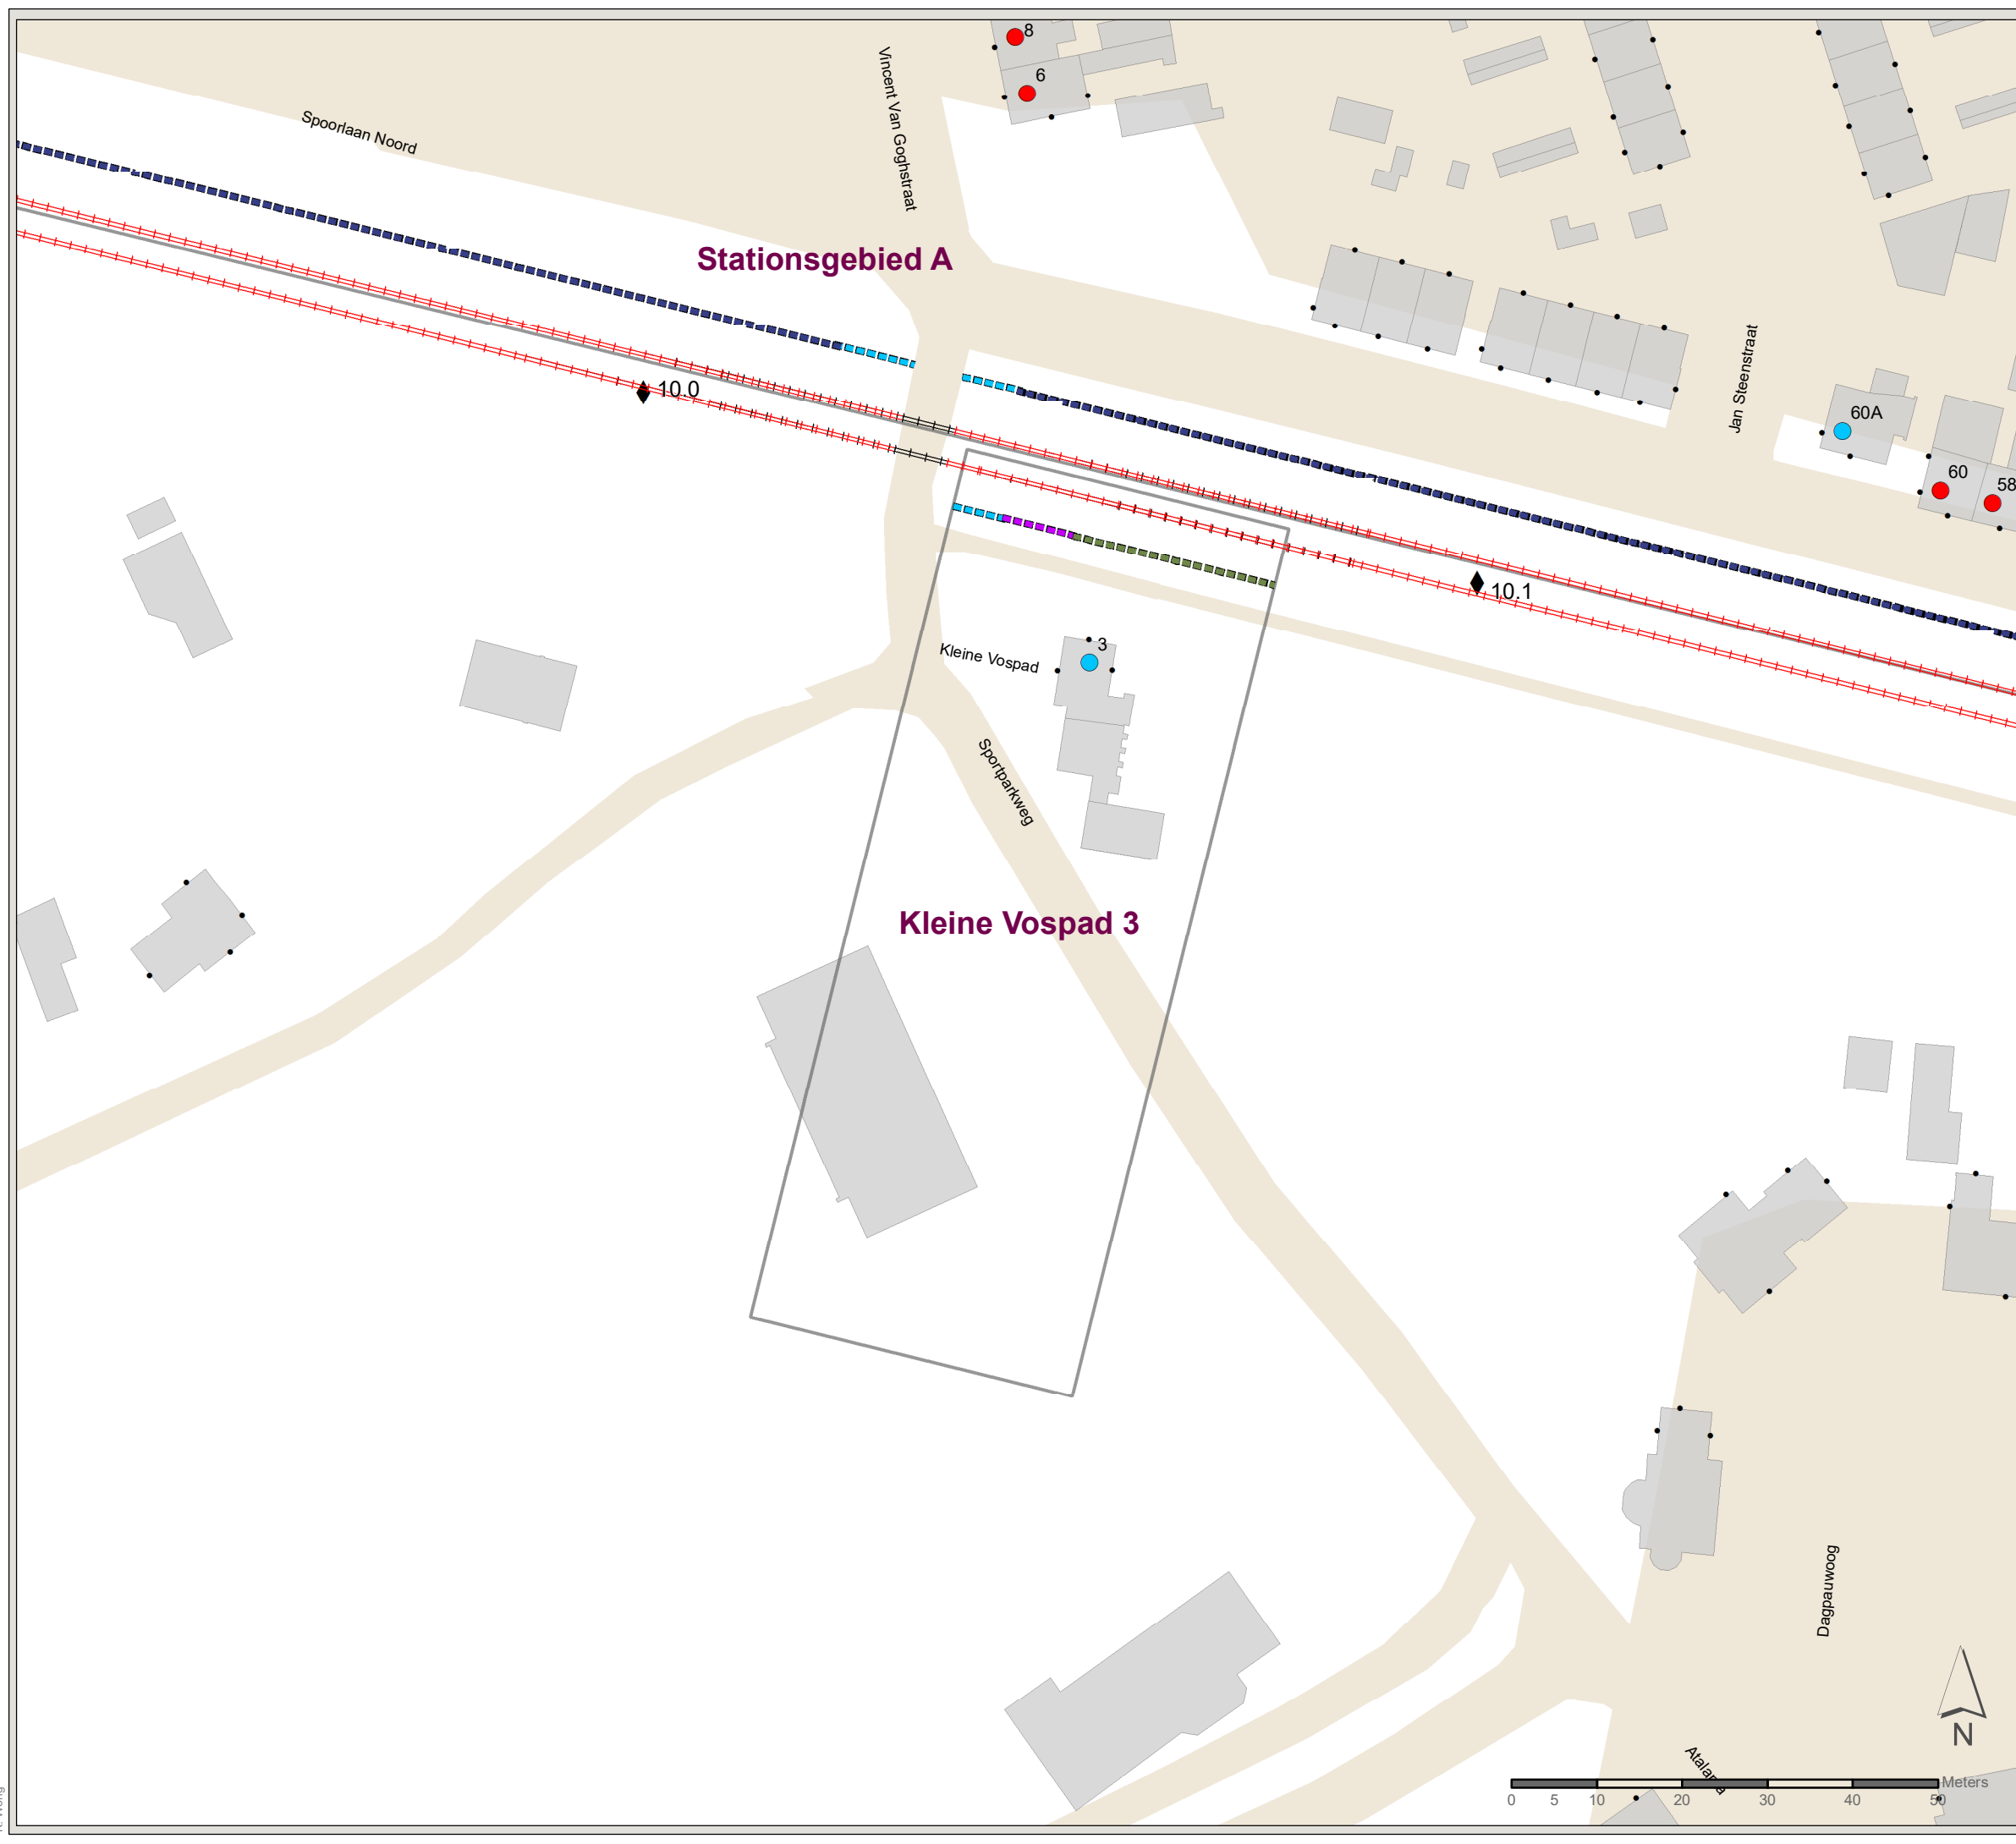 8
6
Vincent Van Goghstraat
Spoorlaan Noord
Stationsgebied A
10.0
Jan Steenstraat
60A
60
58
10.1
3
Kleine Vospad
Sportparkweg
Kleine Vospad 3
Dagpauwoog
N
Meters
0 5 10 20 30 40 50